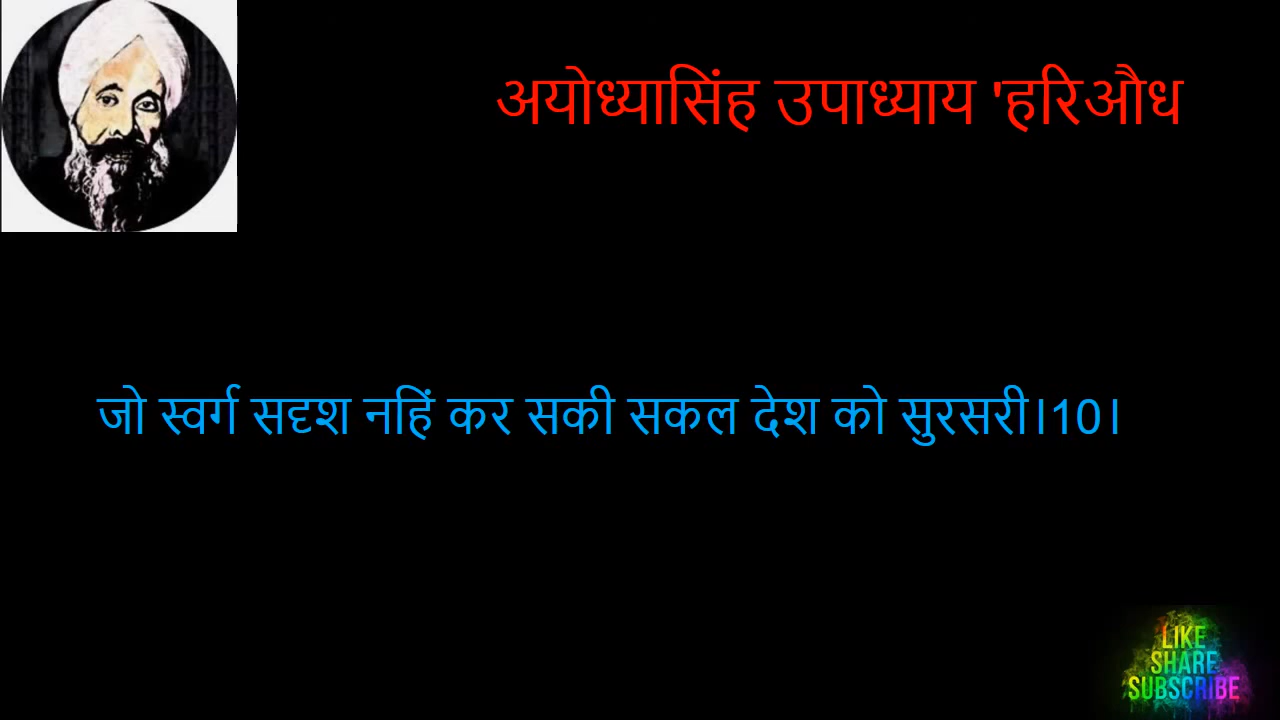 अयोध्यासिंह उपाध्याय 'हरिऔध
जो स्वर्ग सदृश नहिं कर सकी सकल देश को सुरसरी।10।
LIKE
SHARE
SUBSCRIBE